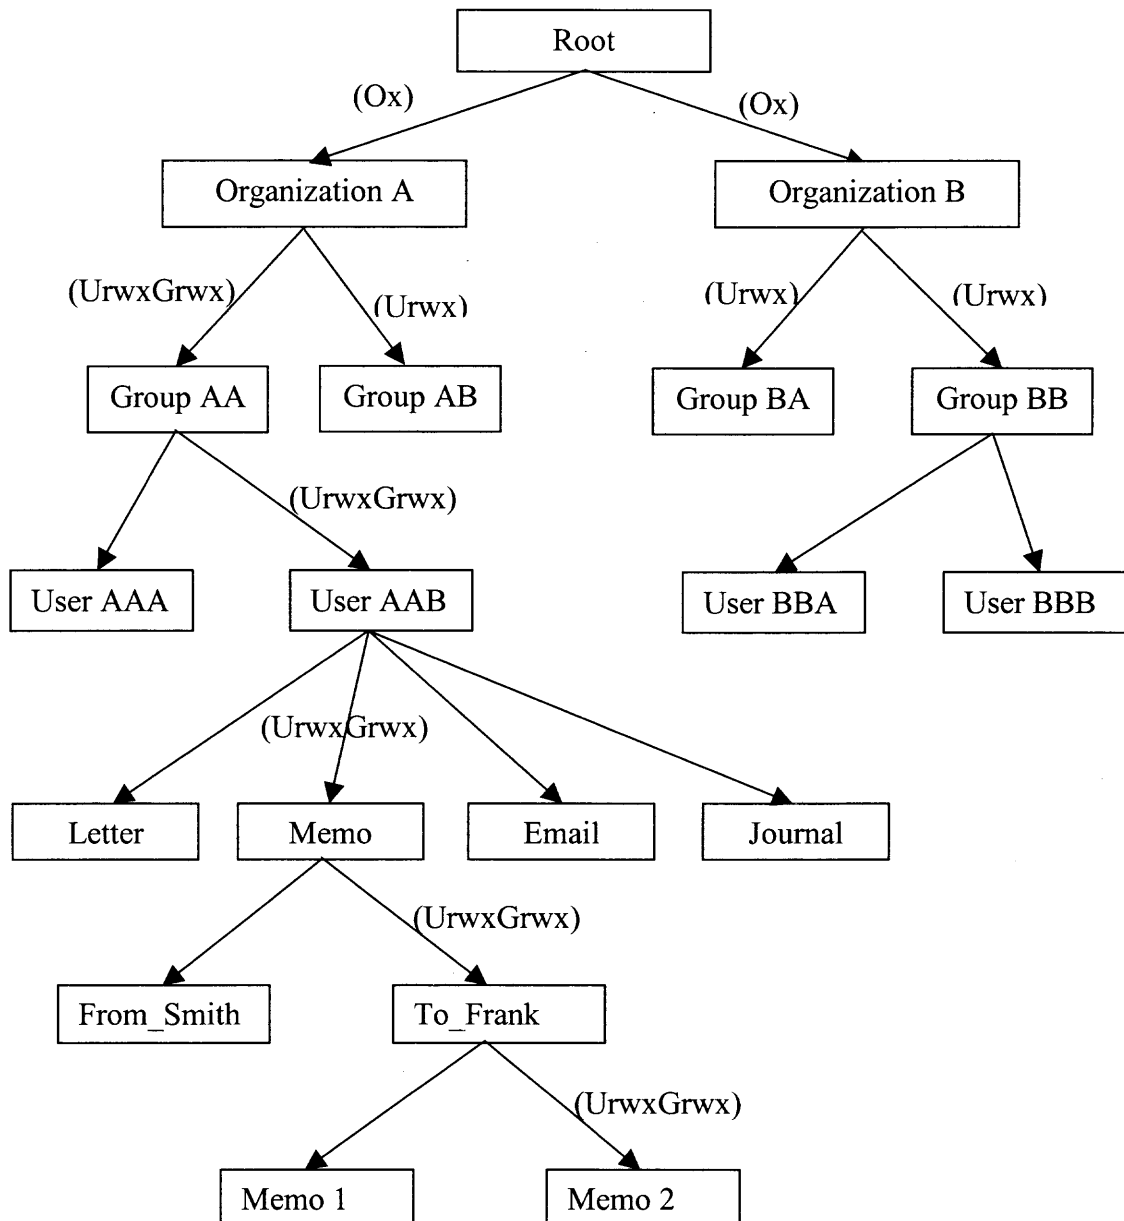 Root
(Ox)
(Ox)
Organization A
Organization B
(UrwxGrwx)
(Urwx)
(Urwx)
(Urwx)
Group AA
Group AB
Group BA
Group BB
(UrwxGrwx)
User AAA
User AAB
User BBA
User BBB
(UrwxGrwx)
Letter
Memo
Email
Journal
(UrwxGrwx)
From_Smith
To_Frank
(UrwxGrwx)
Memo 1
Memo 2